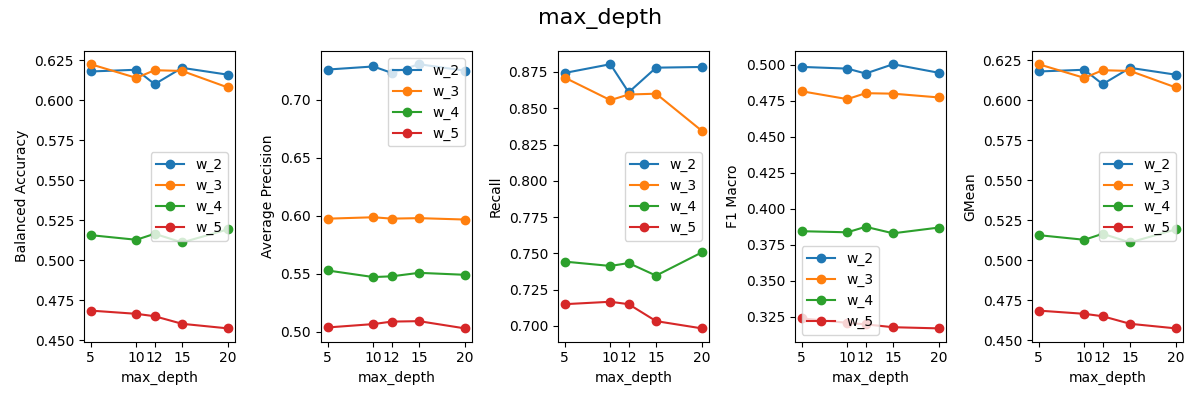 max_depth
Balanced Accuracy
0.625
0.600
0.575
0.550
0.525
0.500
0.475
0.450
5
10
12
15
20
max_depth
w_2
w_3
w_4
w_5
Average Precision
0.70
0.65
0.60
0.55
0.50
5
10
12
15
20
max_depth
w_2
w_3
w_4
w_5
Recall
0.875
0.850
0.825
0.800
0.775
0.750
0.725
0.700
5
10
12
15
20
max_depth
w_2
w_3
w_4
w_5
F1 Macro
0.500
0.475
0.450
0.425
0.400
0.375
0.350
0.325
5
10
12
15
20
max_depth
w_2
w_3
w_4
w_5
GMean
0.625
0.600
0.575
0.550
0.525
0.500
0.475
0.450
5
10
12
15
20
max_depth
w_2
w_3
w_4
w_5